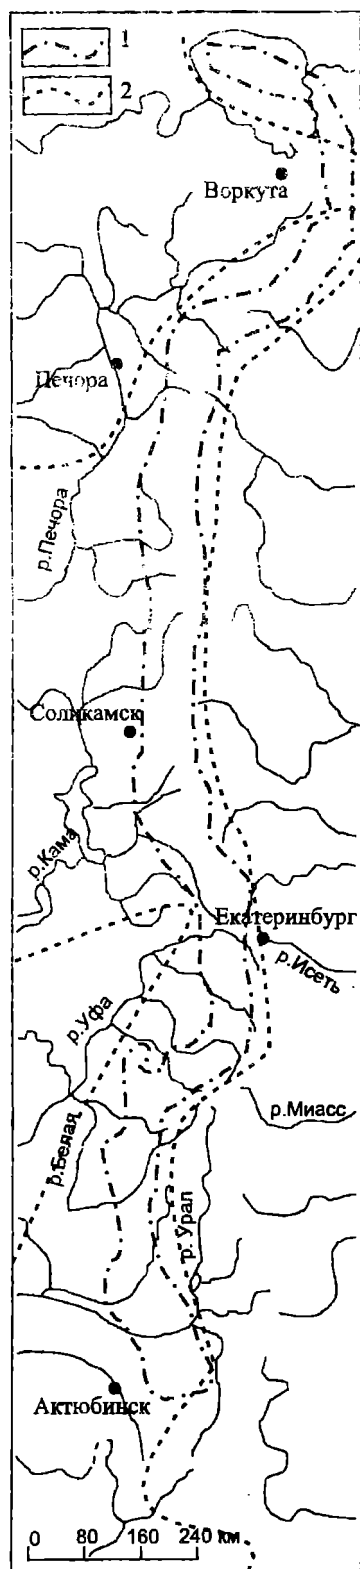 1
2
Воркута
Печора
р.Печора
Соликамск
р.Кама
Екатеринбург
р.Исеть
р.Уфа
р.Миасс
р.Белая
р.Урал
Актюбинск
0 80 160 240 км